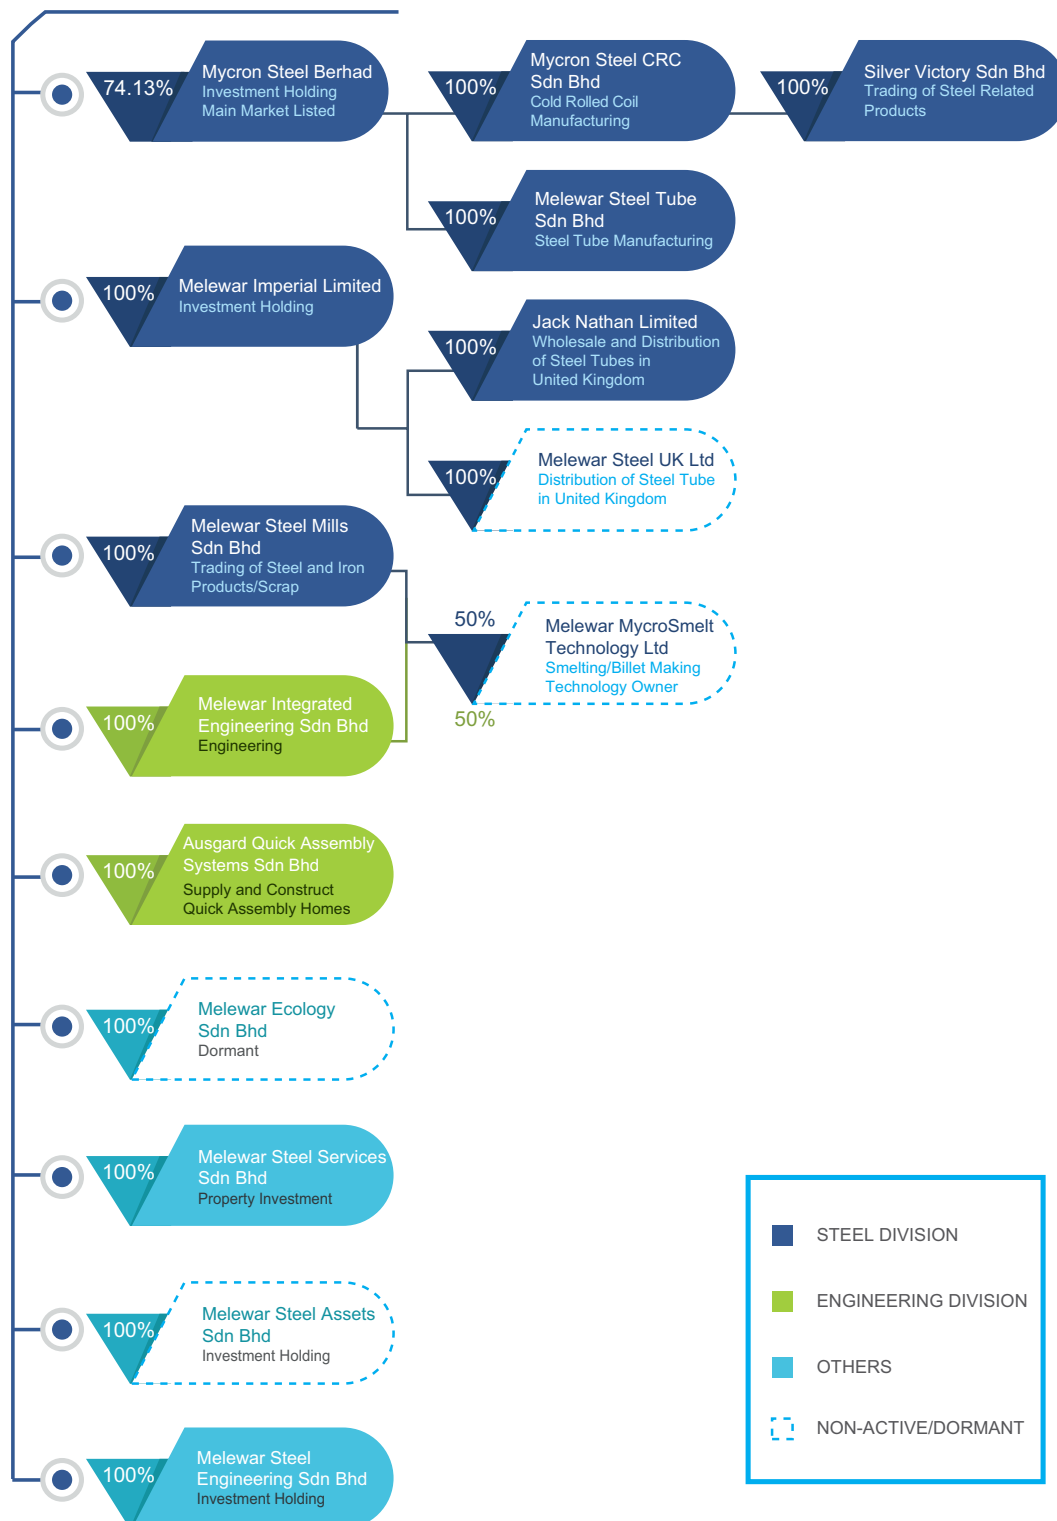 74.13%
Mycron Steel Berhad
Investment Holding
Main Market Listed
100%
Mycron Steel CRC
Sdn Bhd
Cold Rolled Coil
Manufacturing
100%
Silver Victory Sdn Bhd
Trading of Steel Related
Products
100%
Melewar Steel Tube
Sdn Bhd
Steel Tube Manufacturing
100%
Melewar Imperial Limited
Investment Holding
100%
Jack Nathan Limited
Wholesale and Distribution
of Steel Tubes in
United Kingdom
100%
Melewar Steel UK Ltd
Distribution of Steel Tube
in United Kingdom
100%
Melewar Steel Mills
Sdn Bhd
Trading of Steel and Iron
Products/Scrap
50%
Melewar MycroSmelt
Technology Ltd
Smelting/Billet Making
Technology Owner
50%
100%
Melewar Integrated
Engineering Sdn Bhd
Engineering
100%
Ausgard Quick Assembly
Systems Sdn Bhd
Supply and Construct
Quick Assembly Homes
100%
Melewar Ecology
Sdn Bhd
Dormant
100%
Melewar Steel Services
Sdn Bhd
Property Investment
100%
Melewar Steel Assets
Sdn Bhd
Investment Holding
100%
Melewar Steel
Engineering Sdn Bhd
Investment Holding
STEEL DIVISION
ENGINEERING DIVISION
OTHERS
NON-ACTIVE/DORMANT